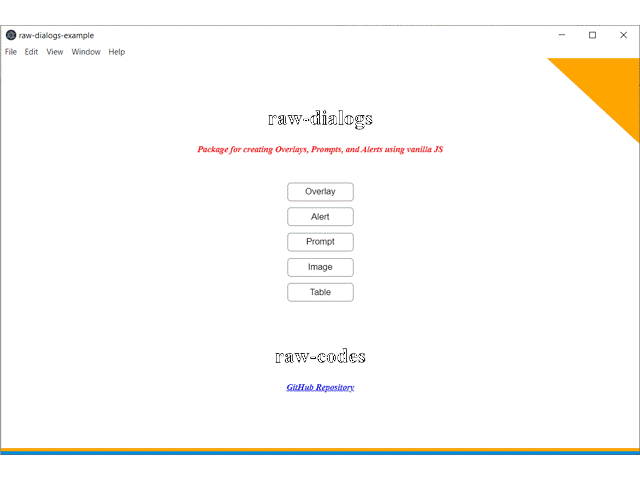 raw-dialogs-example
File Edit View Window Help
raw-dialogs
Package for creating Overlays, Prompts, and Alerts using vanilla JS
Overlay
Alert
Prompt
Image
Table
raw-codes
GitHub Repository